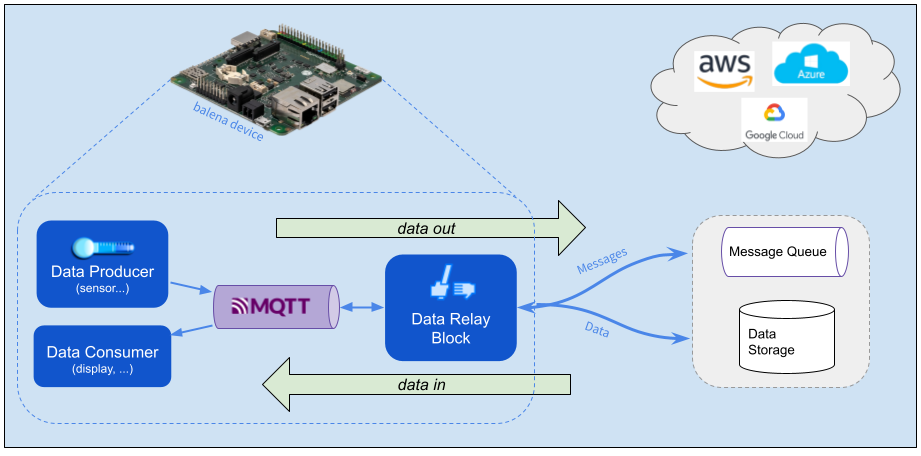 balena device
aws
Azure
Google Cloud
data out
Data Producer
(sensor...)
MQTT
Data Consumer
(display, ...)
Data Relay
Block
Messages
Data
data in
Message Queue
Data
Storage